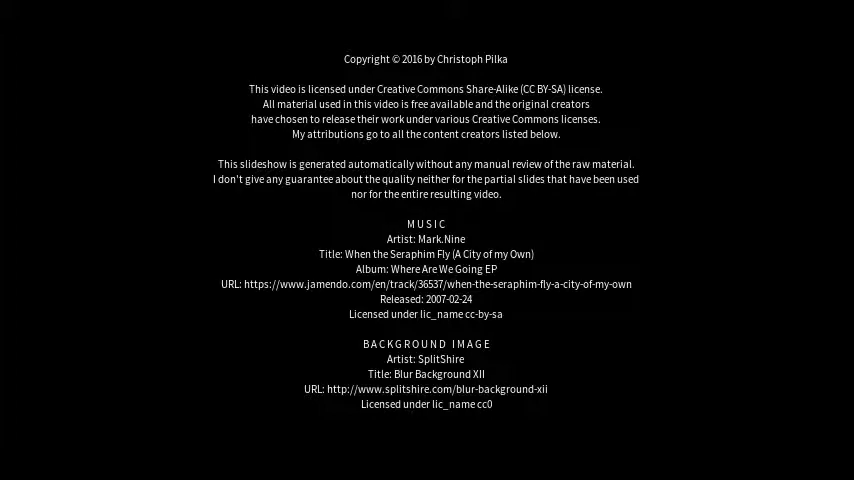 Copyright © 2016 by Christoph Pilka
This video is licensed under Creative Commons Share-Alike (CC BY-SA) license.
All material used in this video is free available and the original creators
have chosen to release their work under various Creative Commons licenses.
My attributions go to all the content creators listed below.
This slideshow is generated automatically without any manual review of the raw material.
I don't give any guarantee about the quality neither for the partial slides that have been used
nor for the entire resulting video.
MUSIC
Artist: Mark.Nine
Title: When the Seraphim Fly (A City of my Own)
Album: Where Are We Going EP
URL: https://www.jamendo.com/en/track/36537/when-the-seraphim-fly-a-city-of-my-own
Released: 2007-02-24
Licensed under lic_name cc-by-sa
BACKGROUND IMAGE
Artist: SplitShire
Title: Blur Background XII
URL: http://www.splitshire.com/blur-background-xii
Licensed under lic_name cc0